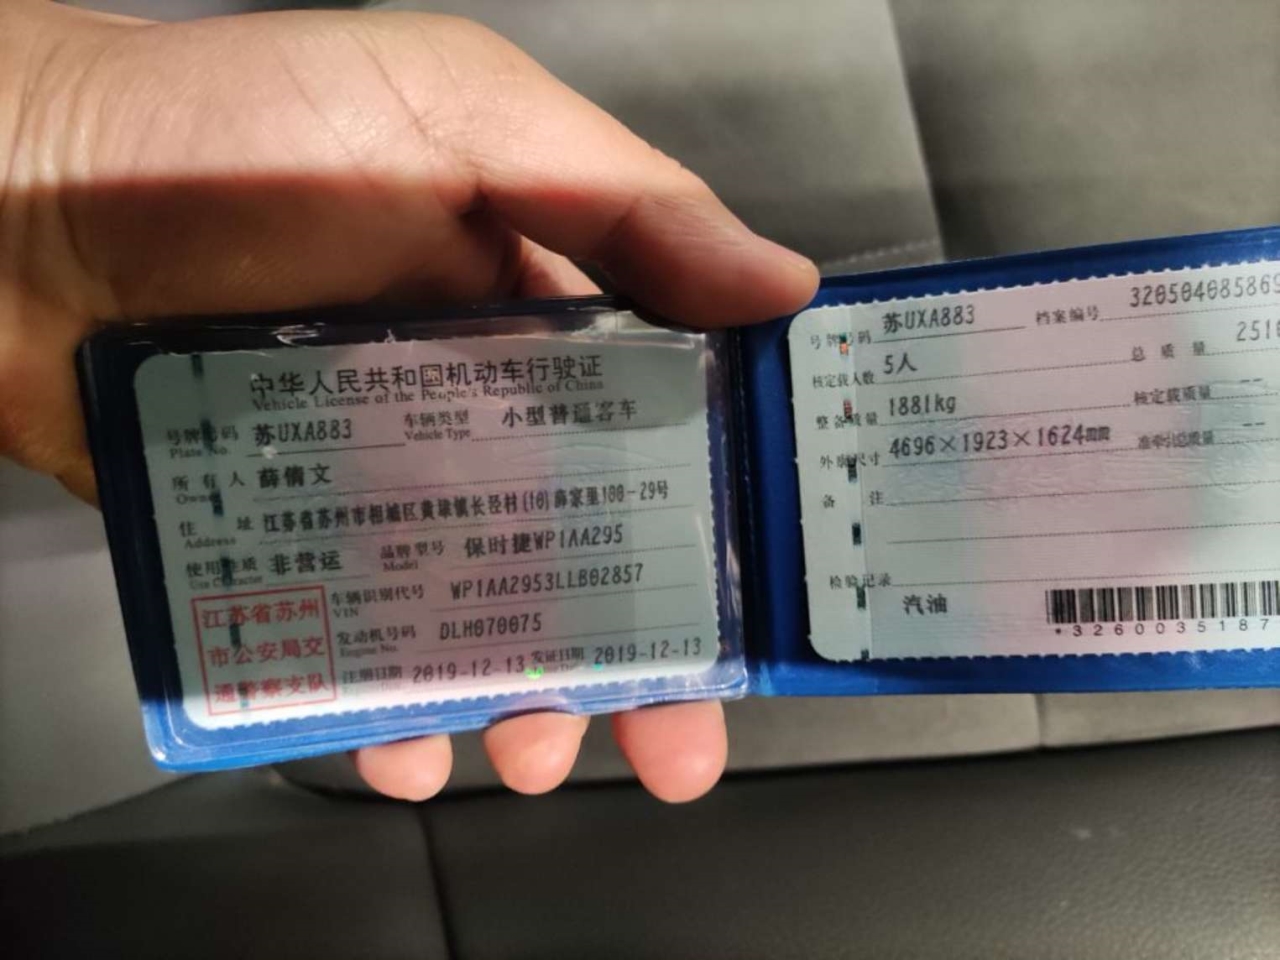 中华人民共和国机动车行驶证
Vehicle License of the People's Republic of China
号牌号码 苏UXA883 车辆类型 小型普通客车
Plate No. Vehicle Type
所有人 薛倩文
Owner
住址 江苏省苏州市相城区黄埭镇长泾村(10)薛家里100-29号
Address
使用性质 非营运 品牌型号 保时捷WP1AA295
Use Character Model
车辆识别代号 WP1AA2953LLB02857
VIN
发动机号码 DLH070075
Engine No.
注册日期 2019-12-13 发证日期 2019-12-13
江苏省苏州
市公安局交
通警察支队
号牌号码 苏UXA883 档案编号 32050408586
核定载人数 5人 总质量 251
整备质量 1881kg 核定载质量 --
外廓尺寸 4696×1923×1624mm 准牵引总质量 --
备注
检验记录
汽油
*3260035187